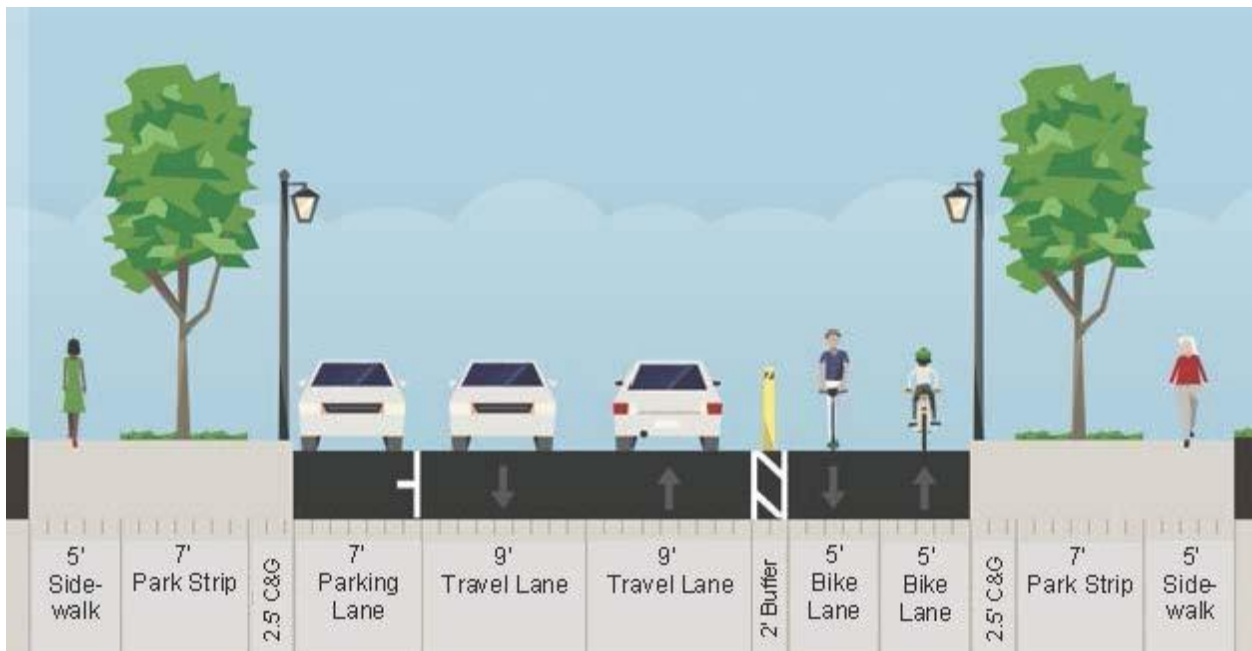 5'
Side-
walk
7'
Park Strip
2.5' C&G
7'
Parking
Lane
9'
Travel Lane
9'
Travel Lane
2' Buffer
5'
Bike
Lane
5'
Bike
Lane
2.5' C&G
7'
Park Strip
5'
Side-
walk